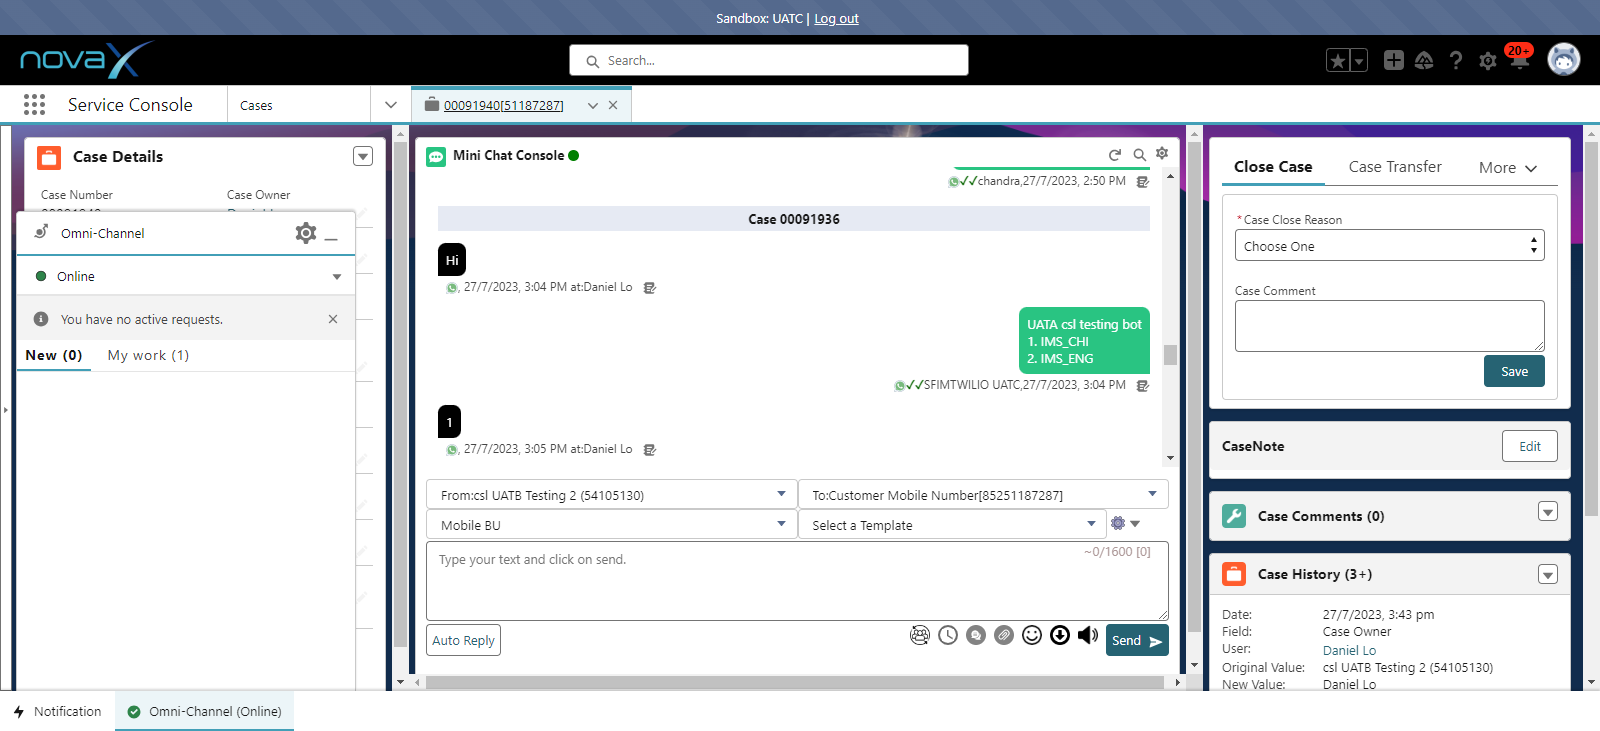 Sandbox: UATC | Log out
novaX
Search...
20+
Service Console
Cases
00091940[51187287]
Case Details
Case Number
Case Owner
Omni-Channel
Online
You have no active requests.
New (0)
My work (1)
Mini Chat Console
chandra,27/7/2023, 2:50 PM
Case 00091936
Hi
, 27/7/2023, 3:04 PM at:Daniel Lo
UATA csl testing bot
1. IMS_CHI
2. IMS_ENG
SFIMTWILIO UATC,27/7/2023, 3:04 PM
1
, 27/7/2023, 3:05 PM at:Daniel Lo
From:csl UATB Testing 2 (54105130)
To:Customer Mobile Number[85251187287]
Mobile BU
Select a Template
Type your text and click on send.
~0/1600 [0]
Auto Reply
Send
Close Case
Case Transfer
More
*Case Close Reason
Choose One
Case Comment
Save
CaseNote
Edit
Case Comments (0)
Case History (3+)
Date: 27/7/2023, 3:43 pm
Field: Case Owner
User: Daniel Lo
Original Value: csl UATB Testing 2 (54105130)
New Value: Daniel Lo
Notification
Omni-Channel (Online)